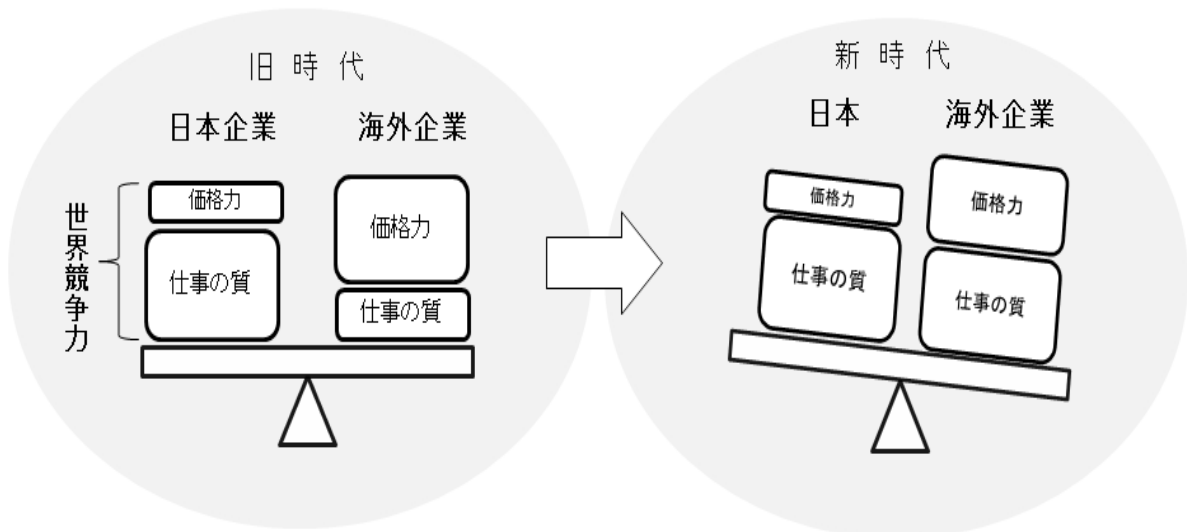 旧時代
日本企業
海外企業
世界競争力
価格力
仕事の質
価格力
仕事の質
新時代
日本
海外企業
価格力
仕事の質
価格力
仕事の質